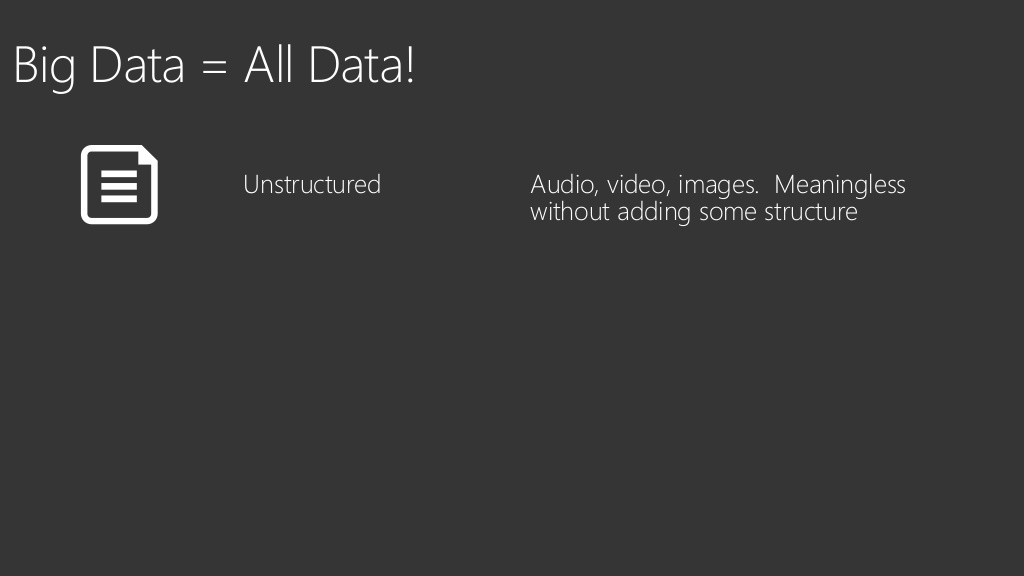 Big Data = All Data!
Unstructured
Audio, video, images.  Meaningless
without adding some structure